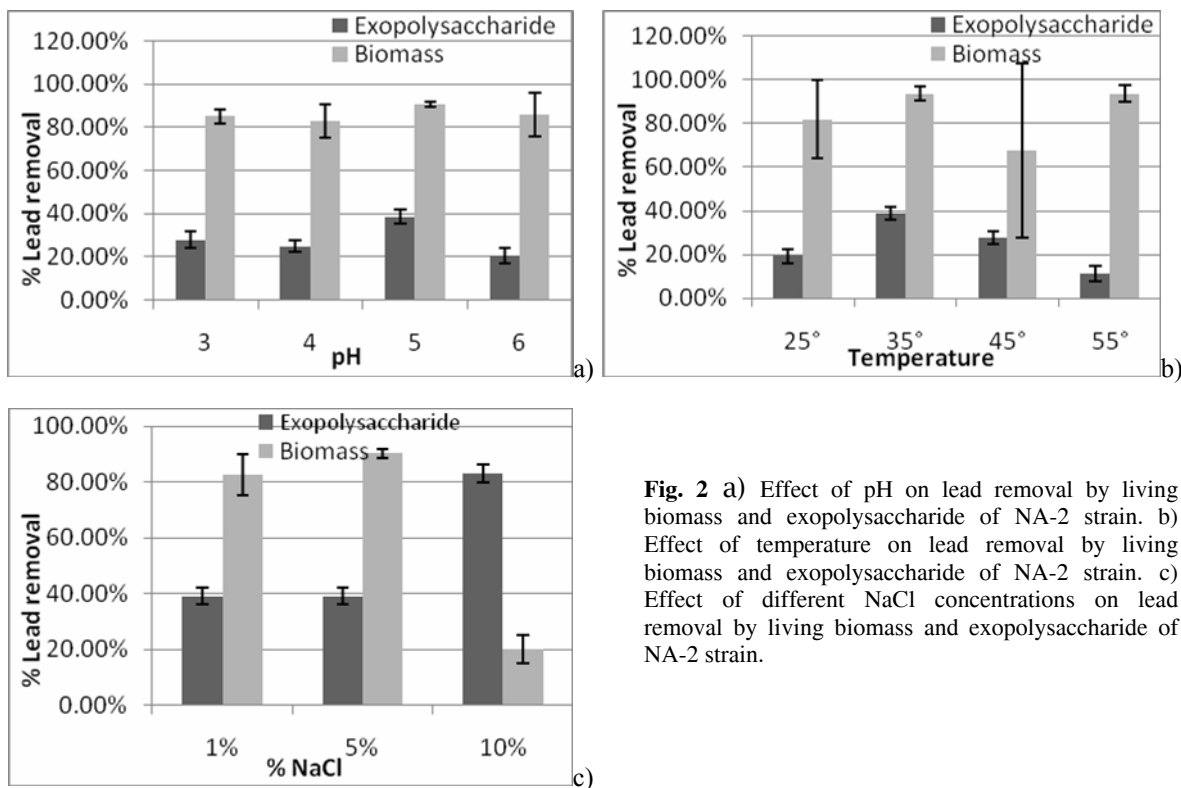 Exopolysaccharide
Biomass
120.00%
100.00%
80.00%
60.00%
40.00%
20.00%
0.00%
% Lead removal
3 4 5 6
pH
a)
Exopolysaccharide
Biomass
120.00%
100.00%
80.00%
60.00%
40.00%
20.00%
0.00%
% Lead removal
25° 35° 45° 55°
Temperature
b)
Exopolysaccharide
Biomass
100.00%
80.00%
60.00%
40.00%
20.00%
0.00%
% Lead removal
1% 5% 10%
% NaCl
c)
Fig. 2 a) Effect of pH on lead removal by living
biomass and exopolysaccharide of NA-2 strain. b)
Effect of temperature on lead removal by living
biomass and exopolysaccharide of NA-2 strain. c)
Effect of different NaCl concentrations on lead
removal by living biomass and exopolysaccharide of
NA-2 strain.